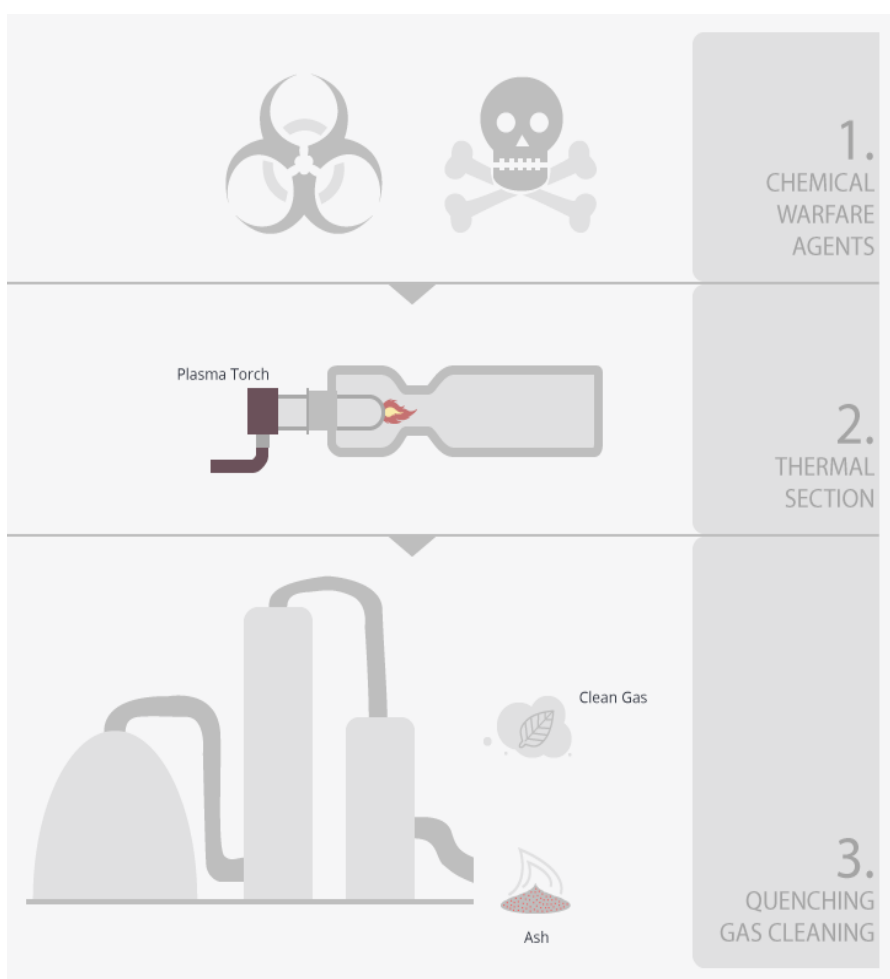 1.
CHEMICAL
WARFARE
AGENTS
Plasma Torch
2.
THERMAL
SECTION
Clean Gas
Ash
3.
QUENCHING
GAS CLEANING